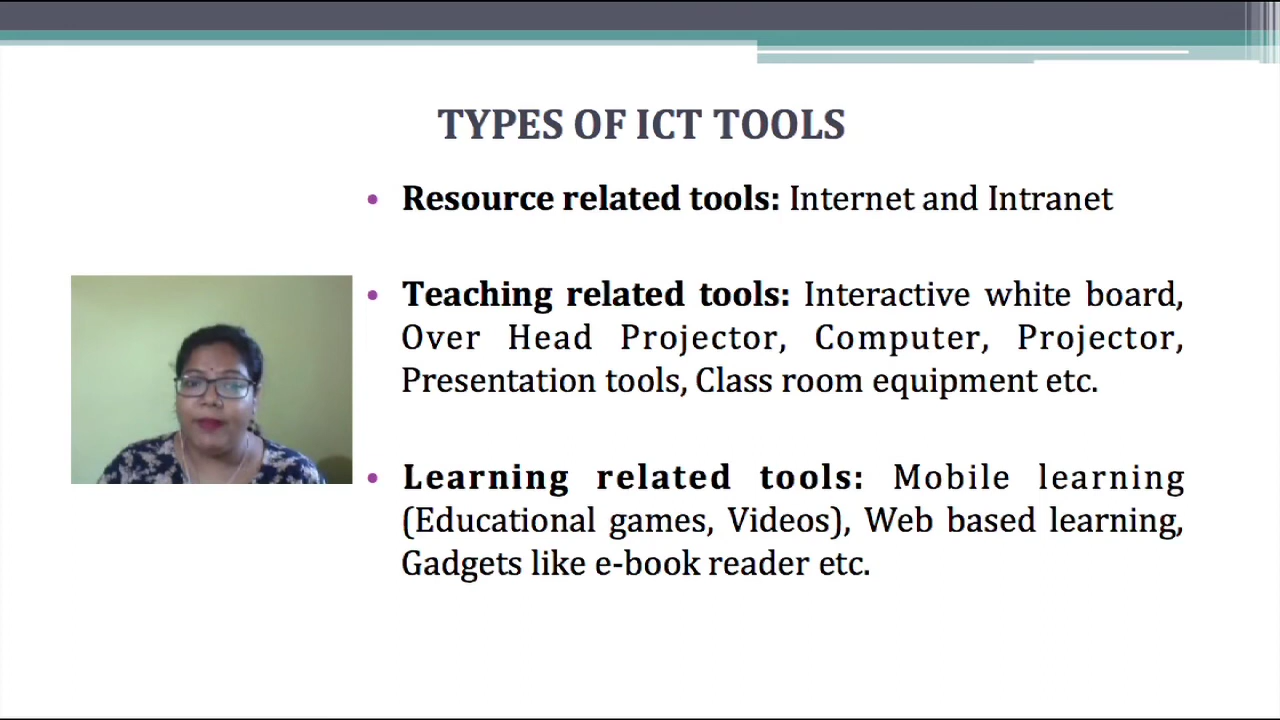 TYPES OF ICT TOOLS
• Resource related tools: Internet and Intranet
• Teaching related tools: Interactive white board,
Over Head Projector, Computer, Projector,
Presentation tools, Class room equipment etc.
• Learning related tools: Mobile learning
(Educational games, Videos), Web based learning,
Gadgets like e-book reader etc.